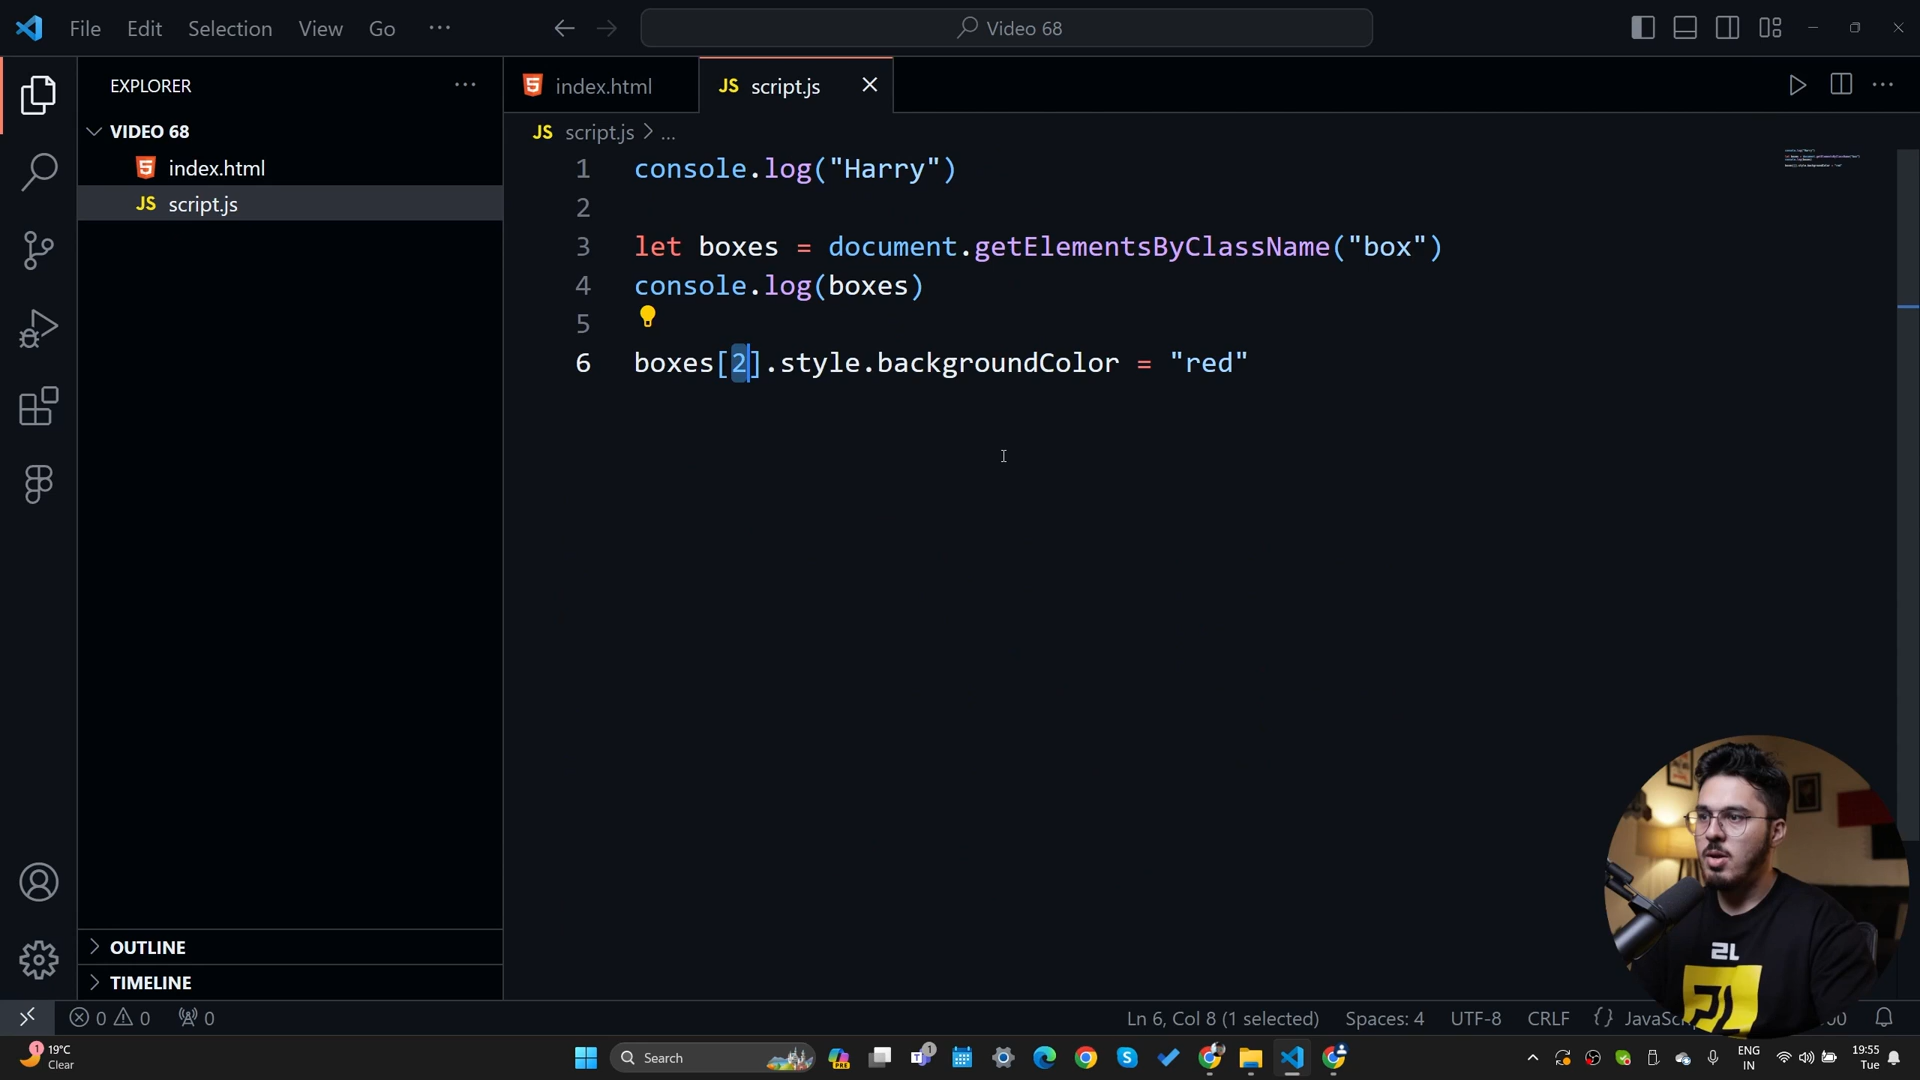 File Edit Selection View Go ··· Video 68
EXPLORER ···
VIDEO 68
index.html
JS script.js
OUTLINE
TIMELINE
index.html JS script.js
JS script.js > ...
1 console.log("Harry")
2
3 let boxes = document.getElementsByClassName("box")
4 console.log(boxes)
5
6 boxes[2].style.backgroundColor = "red"
0 0 0 Ln 6, Col 8 (1 selected) Spaces: 4 UTF-8 CRLF {}
19°C
Clear
Search
ENG
IN
19:55
Tue